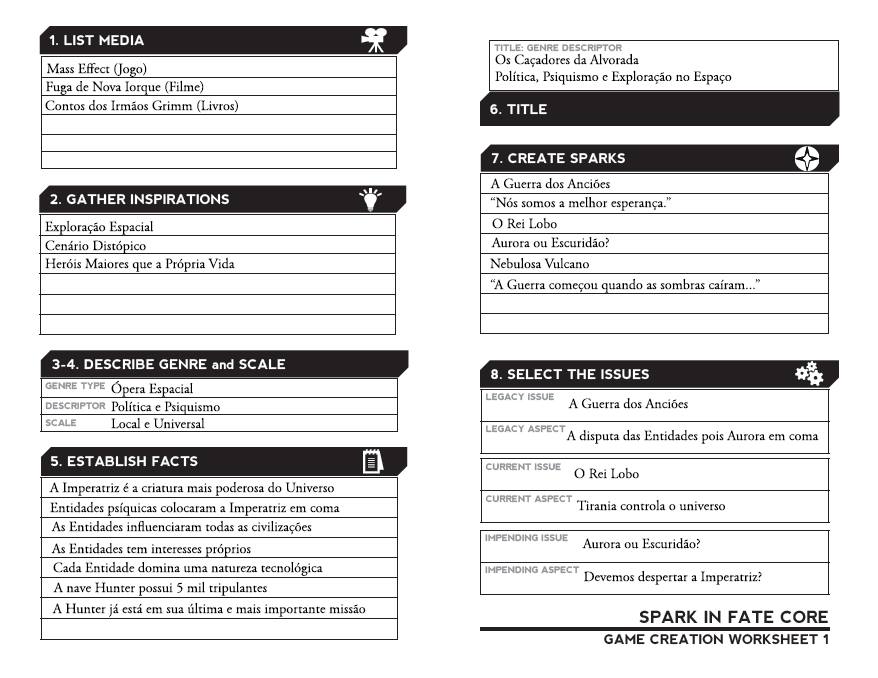 1. LIST MEDIA
Mass Effect (Jogo)
Fuga de Nova Iorque (Filme)
Contos dos Irmãos Grimm (Livros)
2. GATHER INSPIRATIONS
Exploração Espacial
Cenário Distópico
Heróis Maiores que a Própria Vida
3-4. DESCRIBE GENRE and SCALE
GENRE TYPE Ópera Espacial
DESCRIPTOR Política e Psiquismo
SCALE Local e Universal
5. ESTABLISH FACTS
A Imperatriz é a criatura mais poderosa do Universo
Entidades psíquicas colocaram a Imperatriz em coma
As Entidades influenciaram todas as civilizações
As Entidades tem interesses próprios
Cada Entidade domina uma natureza tecnológica
A nave Hunter possui 5 mil tripulantes
A Hunter já está em sua última e mais importante missão
TITLE: GENRE DESCRIPTOR
Os Caçadores da Alvorada
Política, Psiquismo e Exploração no Espaço
6. TITLE
7. CREATE SPARKS
A Guerra dos Anciões
“Nós somos a melhor esperança.”
O Rei Lobo
Aurora ou Escuridão?
Nebulosa Vulcano
“A Guerra começou quando as sombras caíram...”
8. SELECT THE ISSUES
LEGACY ISSUE A Guerra dos Anciões
LEGACY ASPECT A disputa das Entidades pois Aurora em coma
CURRENT ISSUE O Rei Lobo
CURRENT ASPECT Tirania controla o universo
IMPENDING ISSUE Aurora ou Escuridão?
IMPENDING ASPECT Devemos despertar a Imperatriz?
SPARK IN FATE CORE
GAME CREATION WORKSHEET 1